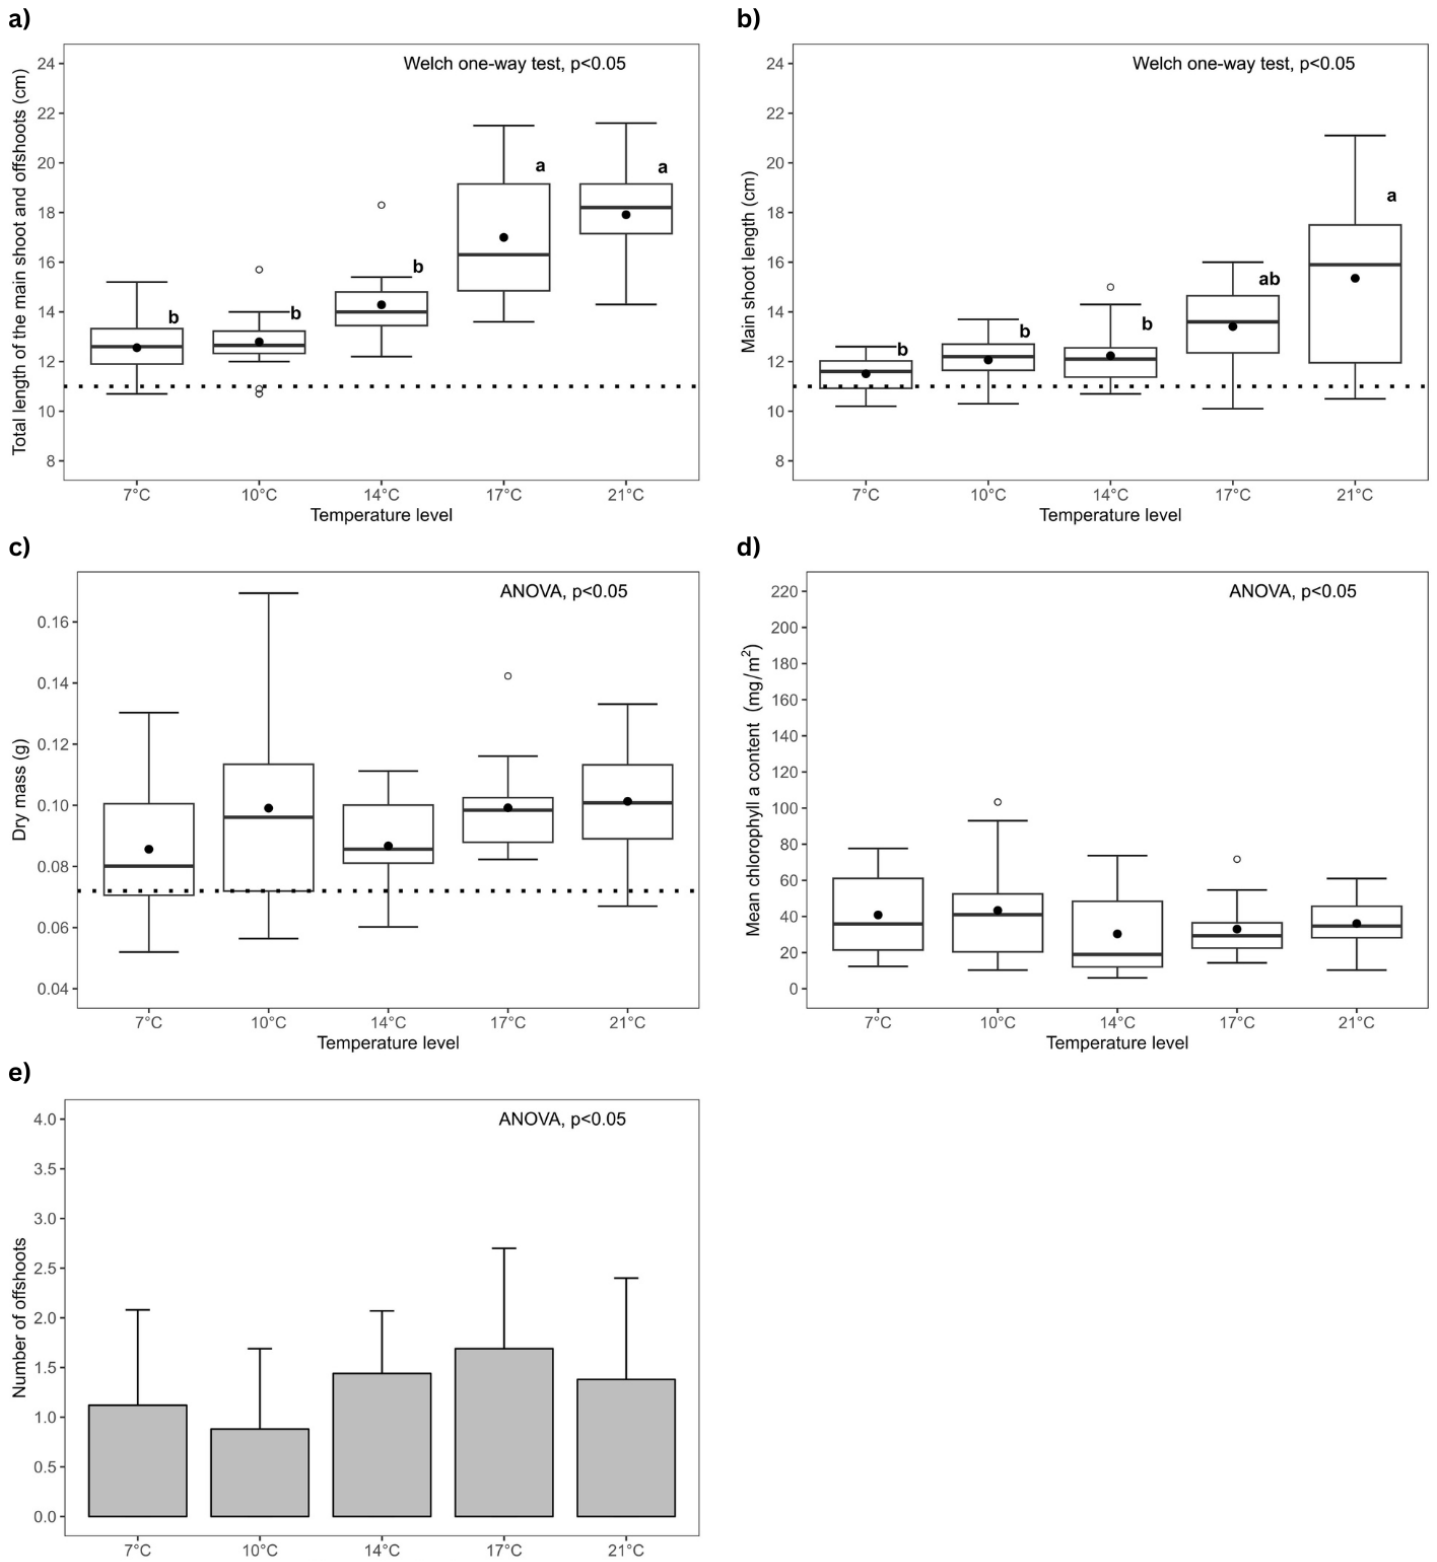 a)
Welch one-way test, p<0.05
Total length of the main shoot and offshoots (cm)
24
22
20
18
16
14
12
10
8
b
b
b
a
a
7°C
10°C
14°C
17°C
21°C
Temperature level
b)
Welch one-way test, p<0.05
Main shoot length (cm)
24
22
20
18
16
14
12
10
8
b
b
b
ab
a
7°C
10°C
14°C
17°C
21°C
Temperature level
c)
ANOVA, p<0.05
Dry mass (g)
0.16
0.14
0.12
0.10
0.08
0.06
0.04
7°C
10°C
14°C
17°C
21°C
Temperature level
d)
ANOVA, p<0.05
Mean chlorophyll a content (mg/m²)
220
200
180
160
140
120
100
80
60
40
20
0
7°C
10°C
14°C
17°C
21°C
Temperature level
e)
ANOVA, p<0.05
Number of offshoots
4.0
3.5
3.0
2.5
2.0
1.5
1.0
0.5
0.0
7°C
10°C
14°C
17°C
21°C